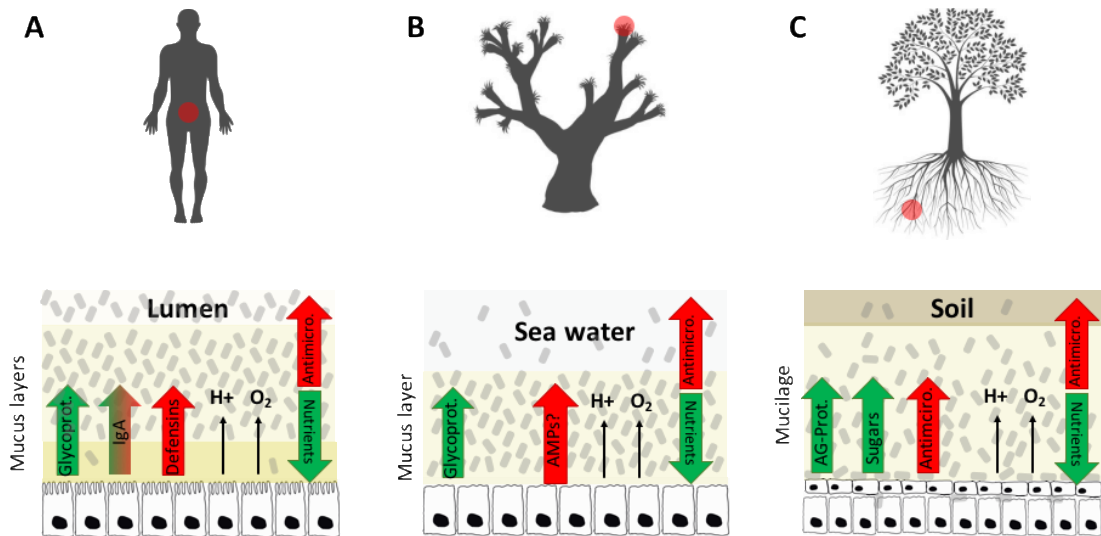 A
B
C
Lumen
Mucus layers
Glycoprot.
IgA
Defensins
H+
O₂
Antimicro.
Nutrients
Sea water
Mucus layer
Glycoprot.
AMPs?
H+
O₂
Antimicro.
Nutrients
Soil
Mucilage
AG-Prot.
Sugars
Antimciro.
H+
O₂
Antimicro.
Nutrients